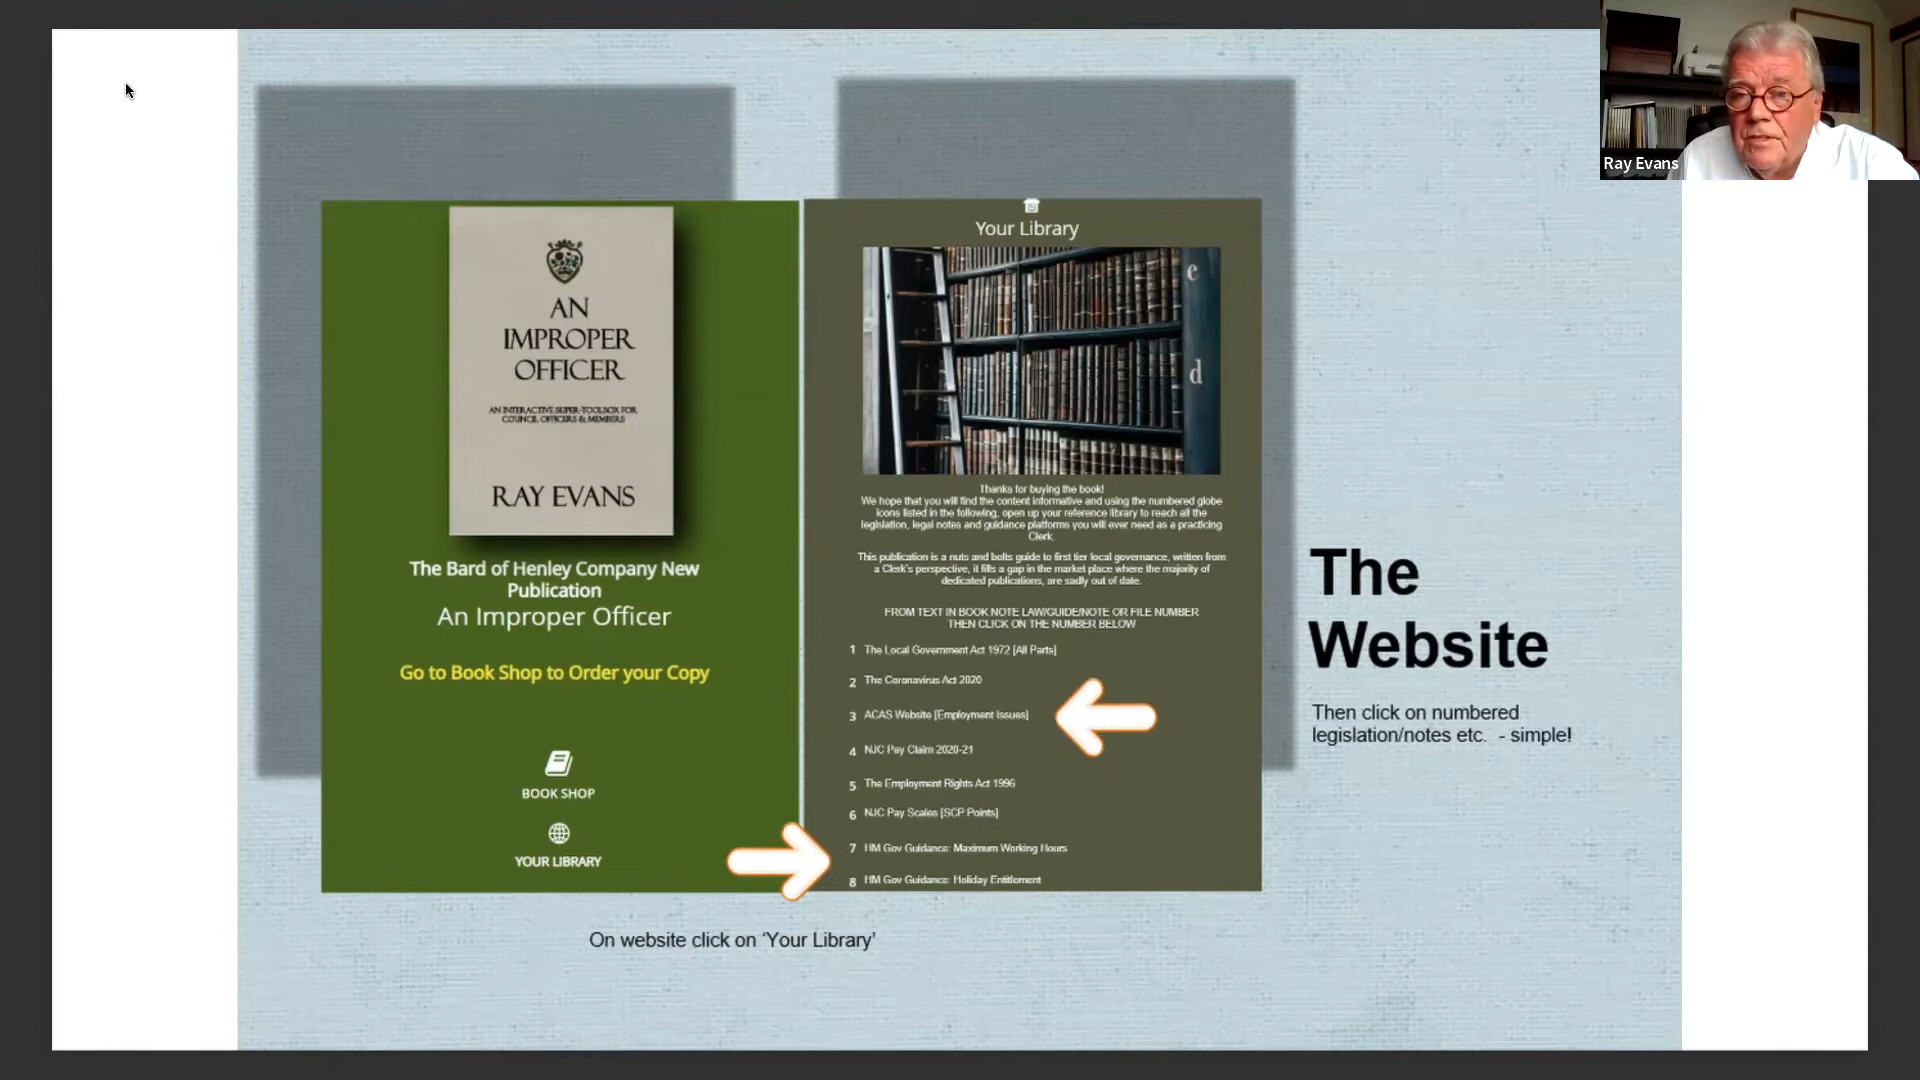 AN
IMPROPER
OFFICER
AN INTERACTIVE SUPER-TOOLBOX FOR
COUNCIL OFFICERS & MEMBERS
RAY EVANS
The Bard of Henley Company New
Publication
An Improper Officer
Go to Book Shop to Order your Copy
BOOK SHOP
YOUR LIBRARY
Your Library
c
d
Thanks for buying the book!
We hope that you will find the content informative and using the numbered globe
icons listed in the following, open up your reference library to reach all the
legislation, legal notes and guidance platforms you will ever need as a practicing
Clerk.
This publication is a nuts and bolts guide to first tier local governance, written from
a Clerk's perspective, it fills a gap in the market place where the majority of
dedicated publications, are sadly out of date.
FROM TEXT IN BOOK NOTE LAW/GUIDE/NOTE OR FILE NUMBER
THEN CLICK ON THE NUMBER BELOW
1 The Local Government Act 1972 [All Parts]
2 The Coronavirus Act 2020
3 ACAS Website [Employment Issues]
4 NJC Pay Claim 2020-21
5 The Employment Rights Act 1996
6 NJC Pay Scales [SCP Points]
7 HM Gov Guidance: Maximum Working Hours
8 HM Gov Guidance: Holiday Entitlement
On website click on ‘Your Library’
The
Website
Then click on numbered
legislation/notes etc. - simple!
Ray Evans